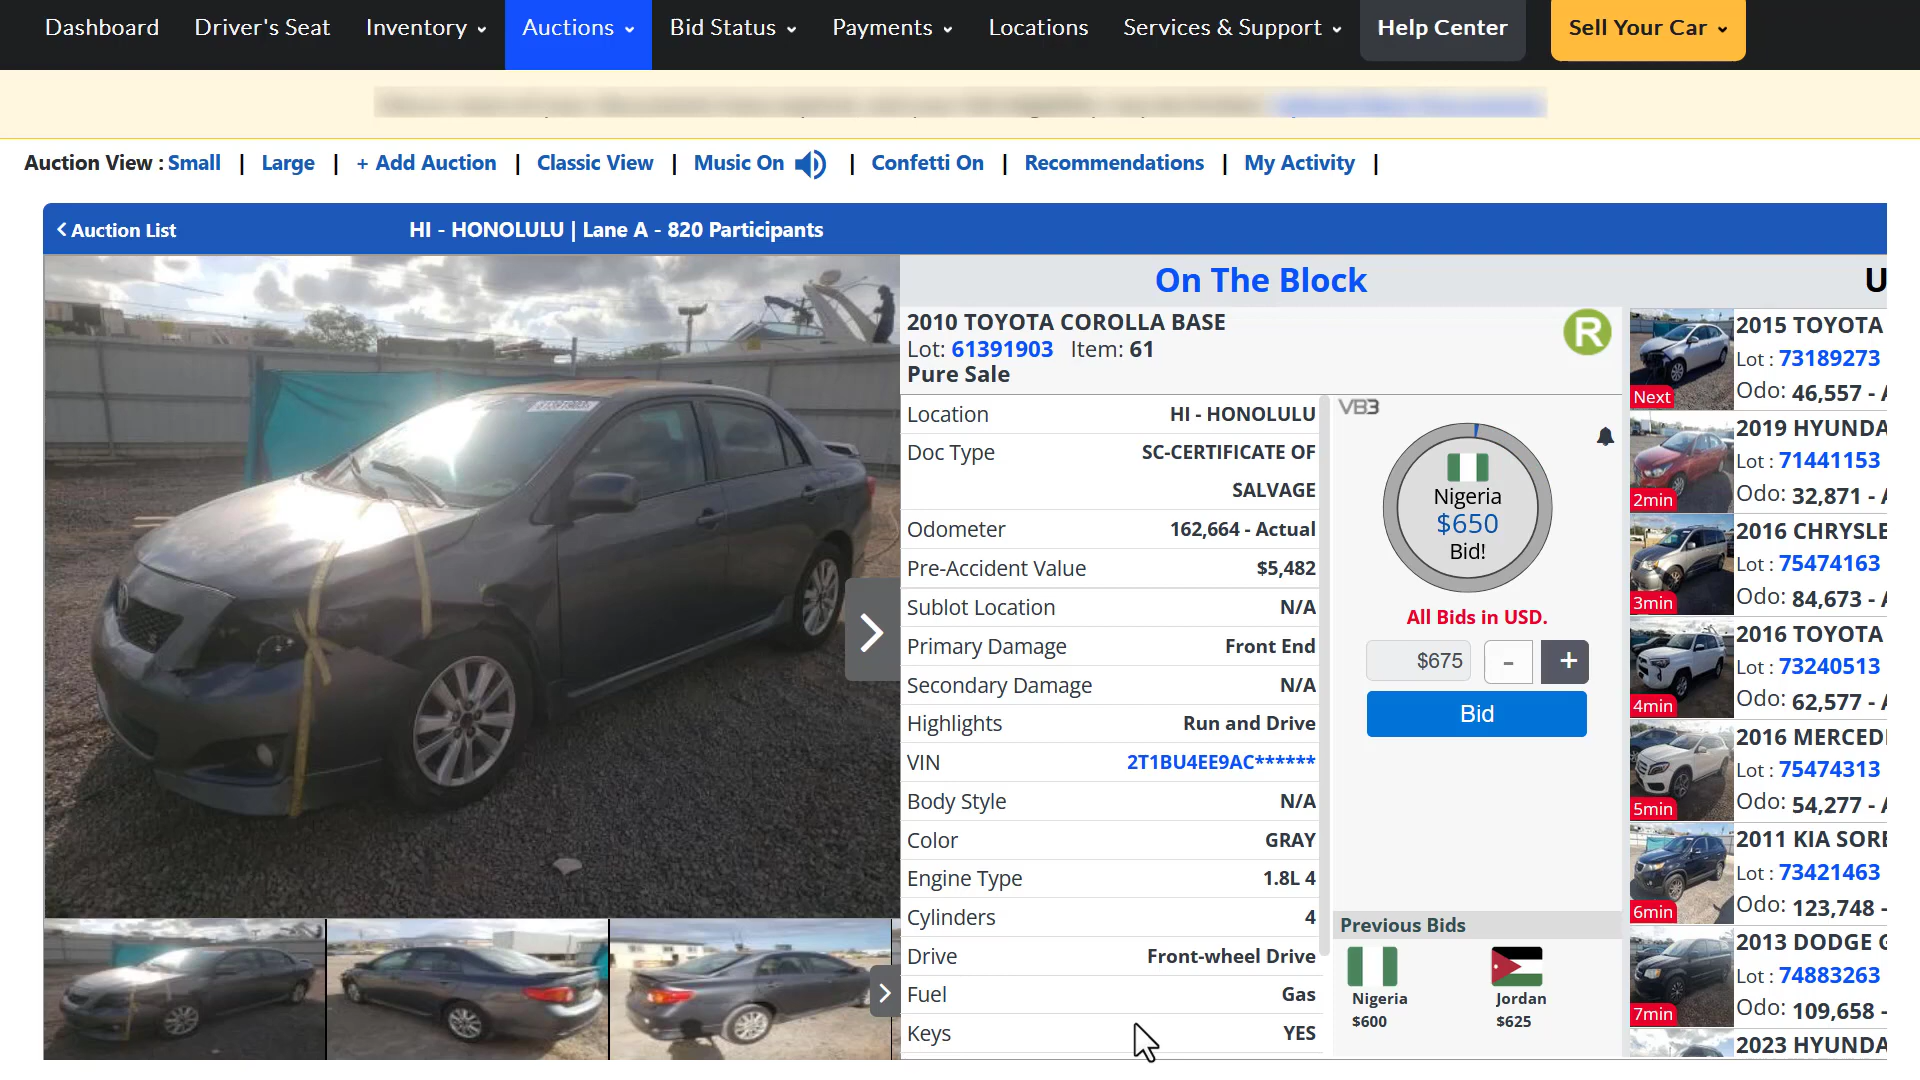 Dashboard Driver's Seat Inventory Auctions Bid Status Payments Locations Services & Support Help Center Sell Your Car
Auction View : Small | Large | + Add Auction | Classic View | Music On | Confetti On | Recommendations | My Activity |
Auction List
HI - HONOLULU | Lane A - 820 Participants
On The Block
U
2010 TOYOTA COROLLA BASE
Lot: 61391903 Item: 61
Pure Sale
R
Location HI - HONOLULU
Doc Type SC-CERTIFICATE OF
SALVAGE
Odometer 162,664 - Actual
Pre-Accident Value $5,482
Sublot Location N/A
Primary Damage Front End
Secondary Damage N/A
Highlights Run and Drive
VIN 2T1BU4EE9AC******
Body Style N/A
Color GRAY
Engine Type 1.8L 4
Cylinders 4
Drive Front-wheel Drive
Fuel Gas
Keys YES
VB3
Nigeria
$650
Bid!
All Bids in USD.
$675 - +
Bid
Previous Bids
Nigeria
$600
Jordan
$625
2015 TOYOTA
Lot : 73189273
Odo: 46,557 - A
Next
2019 HYUNDA
Lot : 71441153
Odo: 32,871 - A
2min
2016 CHRYSLE
Lot : 75474163
Odo: 84,673 - A
3min
2016 TOYOTA
Lot : 73240513
Odo: 62,577 - A
4min
2016 MERCED
Lot : 75474313
Odo: 54,277 - A
5min
2011 KIA SORE
Lot : 73421463
Odo: 123,748 -
6min
2013 DODGE G
Lot : 74883263
Odo: 109,658 -
7min
2023 HYUNDA